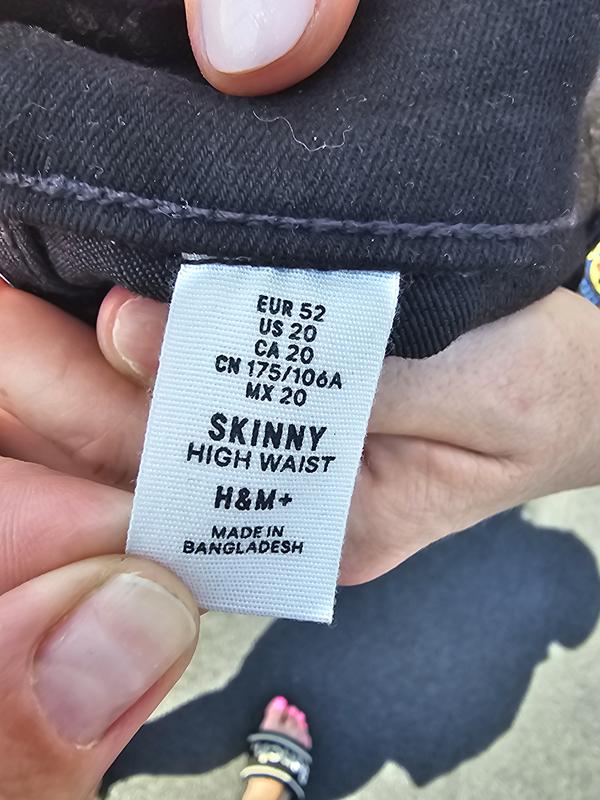 EUR 52
US 20
CA 20
CN 175/106A
MX 20
SKINNY
HIGH WAIST
H&M+
MADE IN
BANGLADESH